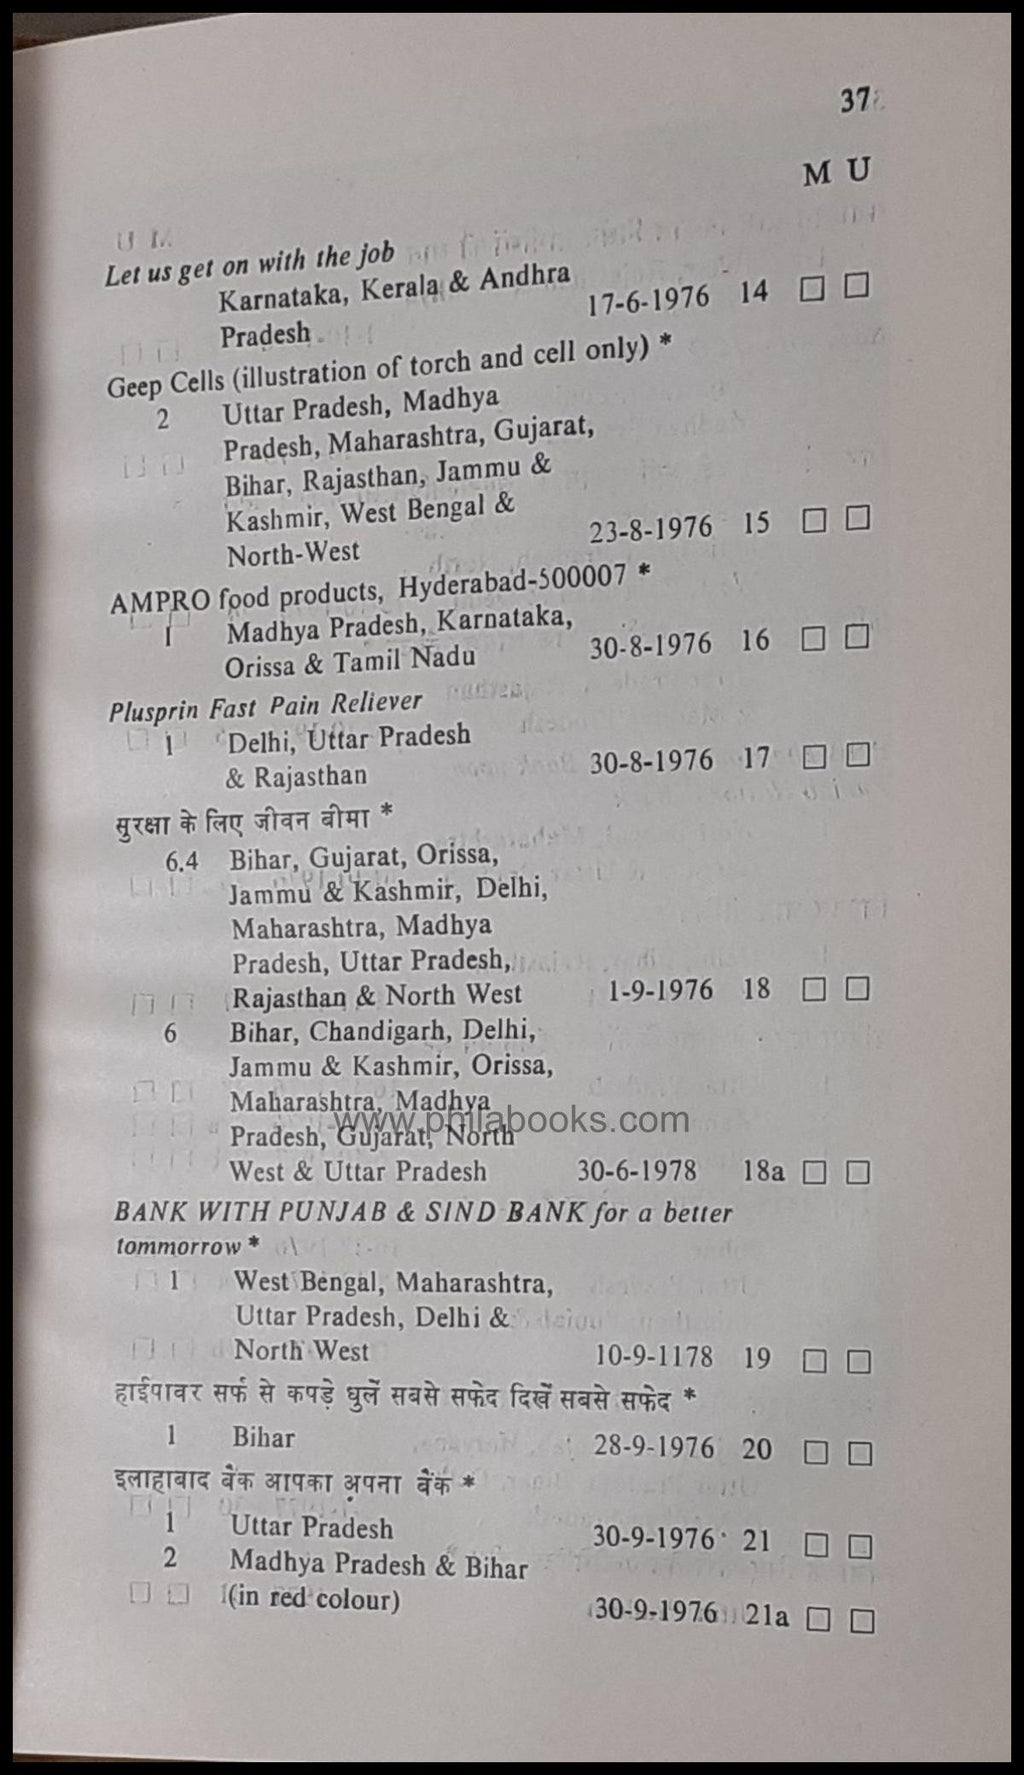 37
M U
Let us get on with the job
Karnataka, Kerala & Andhra
Pradesh 17-6-1976 14 □ □
Geep Cells (illustration of torch and cell only) *
2 Uttar Pradesh, Madhya
Pradesh, Maharashtra, Gujarat,
Bihar, Rajasthan, Jammu &
Kashmir, West Bengal &
North-West 23-8-1976 15 □ □
AMPRO food products, Hyderabad-500007 *
1 Madhya Pradesh, Karnataka,
Orissa & Tamil Nadu 30-8-1976 16 □ □
Plusprin Fast Pain Reliever
1 Delhi, Uttar Pradesh
& Rajasthan 30-8-1976 17 □ □
सुरक्षा के लिए जीवन बीमा *
6.4 Bihar, Gujarat, Orissa,
Jammu & Kashmir, Delhi,
Maharashtra, Madhya
Pradesh, Uttar Pradesh,
Rajasthan & North West 1-9-1976 18 □ □
6 Bihar, Chandigarh, Delhi,
Jammu & Kashmir, Orissa,
Maharashtra, Madhya
www.philabooks.com
Pradesh, Gujarat, North
West & Uttar Pradesh 30-6-1978 18a □ □
BANK WITH PUNJAB & SIND BANK for a better
tommorrow *
1 West Bengal, Maharashtra,
Uttar Pradesh, Delhi &
North West 10-9-1178 19 □ □
हाईपावर सर्फ से कपड़े धुलें सबसे सफेद दिखें सबसे सफेद *
1 Bihar 28-9-1976 20 □ □
इलाहाबाद बैंक आपका अपना बैंक *
1 Uttar Pradesh 30-9-1976 21 □ □
2 Madhya Pradesh & Bihar
(in red colour) 30-9-1976 21a □ □